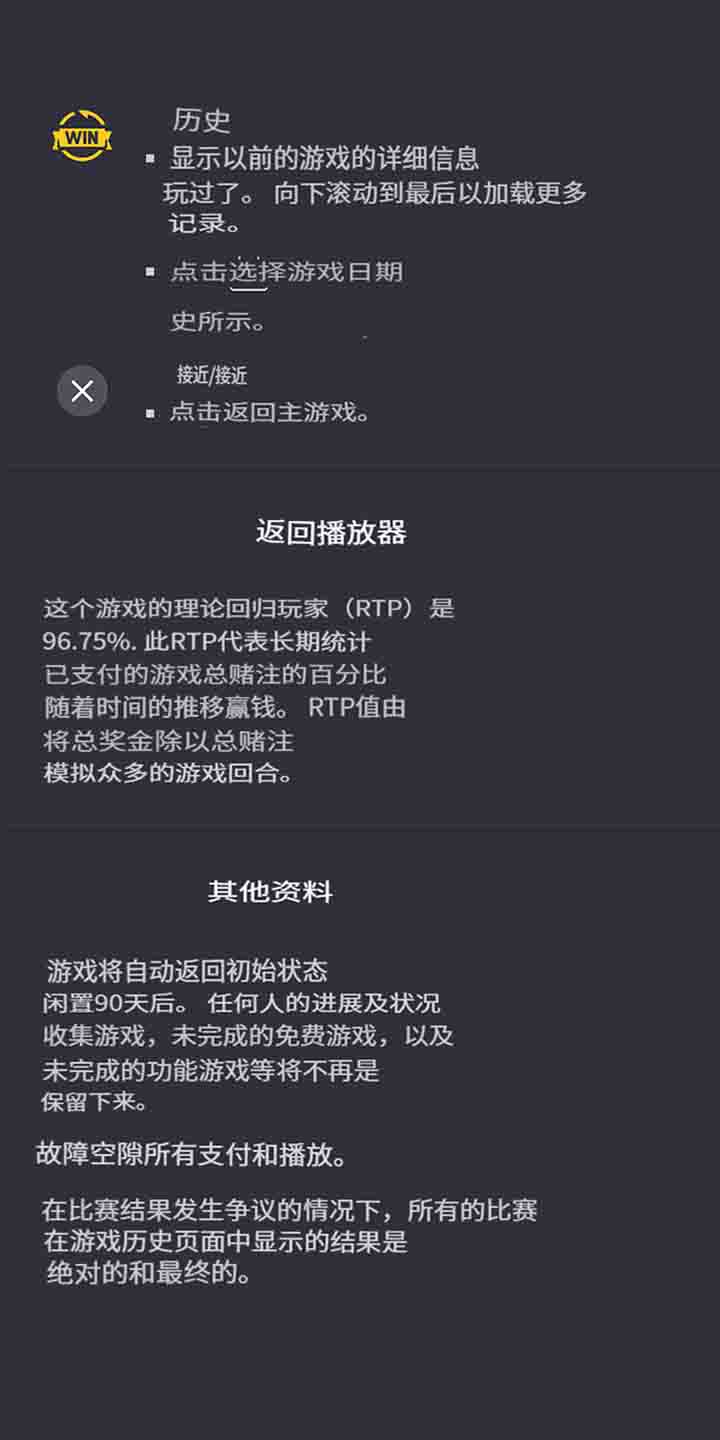 WIN
历史
▪ 显示以前的游戏的详细信息
玩过了。 向下滚动到最后以加载更多
记录。
▪ 点击选择游戏日期
史所示。
接近/接近
▪ 点击返回主游戏。
返回播放器
这个游戏的理论回归玩家（RTP）是
96.75%. 此RTP代表长期统计
已支付的游戏总赌注的百分比
随着时间的推移赢钱。 RTP值由
将总奖金除以总赌注
模拟众多的游戏回合。
其他资料
游戏将自动返回初始状态
闲置90天后。 任何人的进展及状况
收集游戏，未完成的免费游戏，以及
未完成的功能游戏等将不再是
保留下来。
故障空隙所有支付和播放。
在比赛结果发生争议的情况下，所有的比赛
在游戏历史页面中显示的结果是
绝对的和最终的。